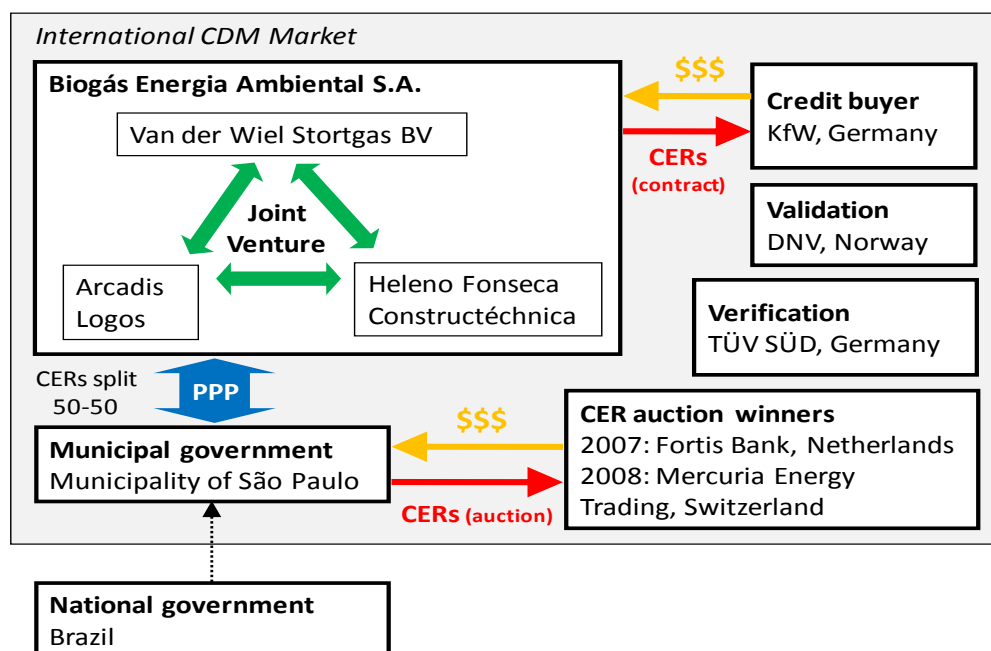 International CDM Market
Biogás Energia Ambiental S.A.
Van der Wiel Stortgas BV
Joint
Venture
Arcadis
Logos
Heleno Fonseca
Constructéchnica
$$$
CERs
(contract)
Credit buyer
KfW, Germany
Validation
DNV, Norway
Verification
TÜV SÜD, Germany
CERs split
50-50
PPP
Municipal government
Municipality of São Paulo
$$$
CERs (auction)
CER auction winners
2007: Fortis Bank, Netherlands
2008: Mercuria Energy
Trading, Switzerland
National government
Brazil